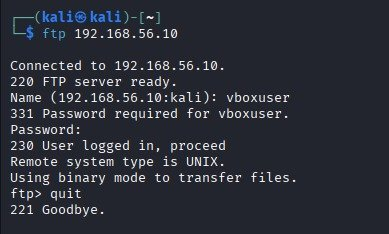 ┌──(kali㉿kali)-[~]
└─$ ftp 192.168.56.10
Connected to 192.168.56.10.
220 FTP server ready.
Name (192.168.56.10:kali): vboxuser
331 Password required for vboxuser.
Password:
230 User logged in, proceed
Remote system type is UNIX.
Using binary mode to transfer files.
ftp> quit
221 Goodbye.